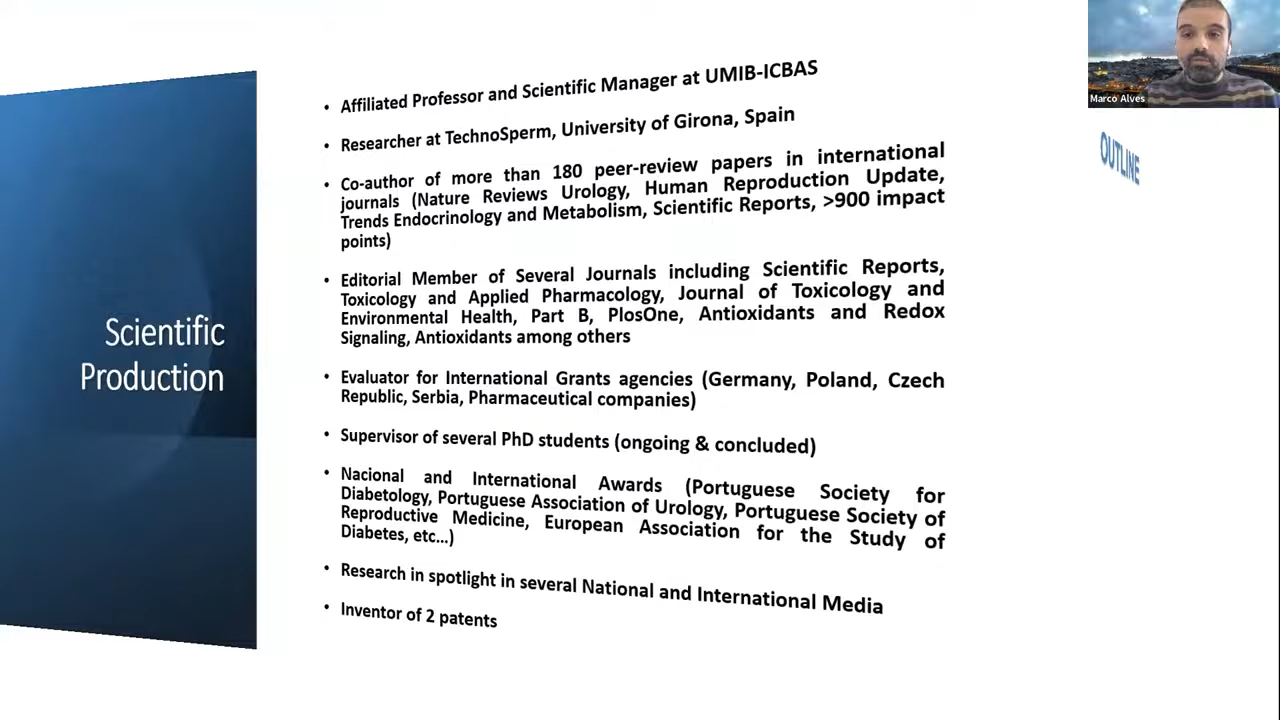 Scientific
Production
• Affiliated Professor and Scientific Manager at UMIB-ICBAS
• Researcher at TechnoSperm, University of Girona, Spain
• Co-author of more than 180 peer-review papers in international
journals (Nature Reviews Urology, Human Reproduction Update,
Trends Endocrinology and Metabolism, Scientific Reports, >900 impact
points)
• Editorial Member of Several Journals including Scientific Reports,
Toxicology and Applied Pharmacology, Journal of Toxicology and
Environmental Health, Part B, PlosOne, Antioxidants and Redox
Signaling, Antioxidants among others
• Evaluator for International Grants agencies (Germany, Poland, Czech
Republic, Serbia, Pharmaceutical companies)
• Supervisor of several PhD students (ongoing & concluded)
• Nacional and International Awards (Portuguese Society for
Diabetology, Portuguese Association of Urology, Portuguese Society of
Reproductive Medicine, European Association for the Study of
Diabetes, etc...)
• Research in spotlight in several National and International Media
• Inventor of 2 patents
Marco Alves
OUTLINE